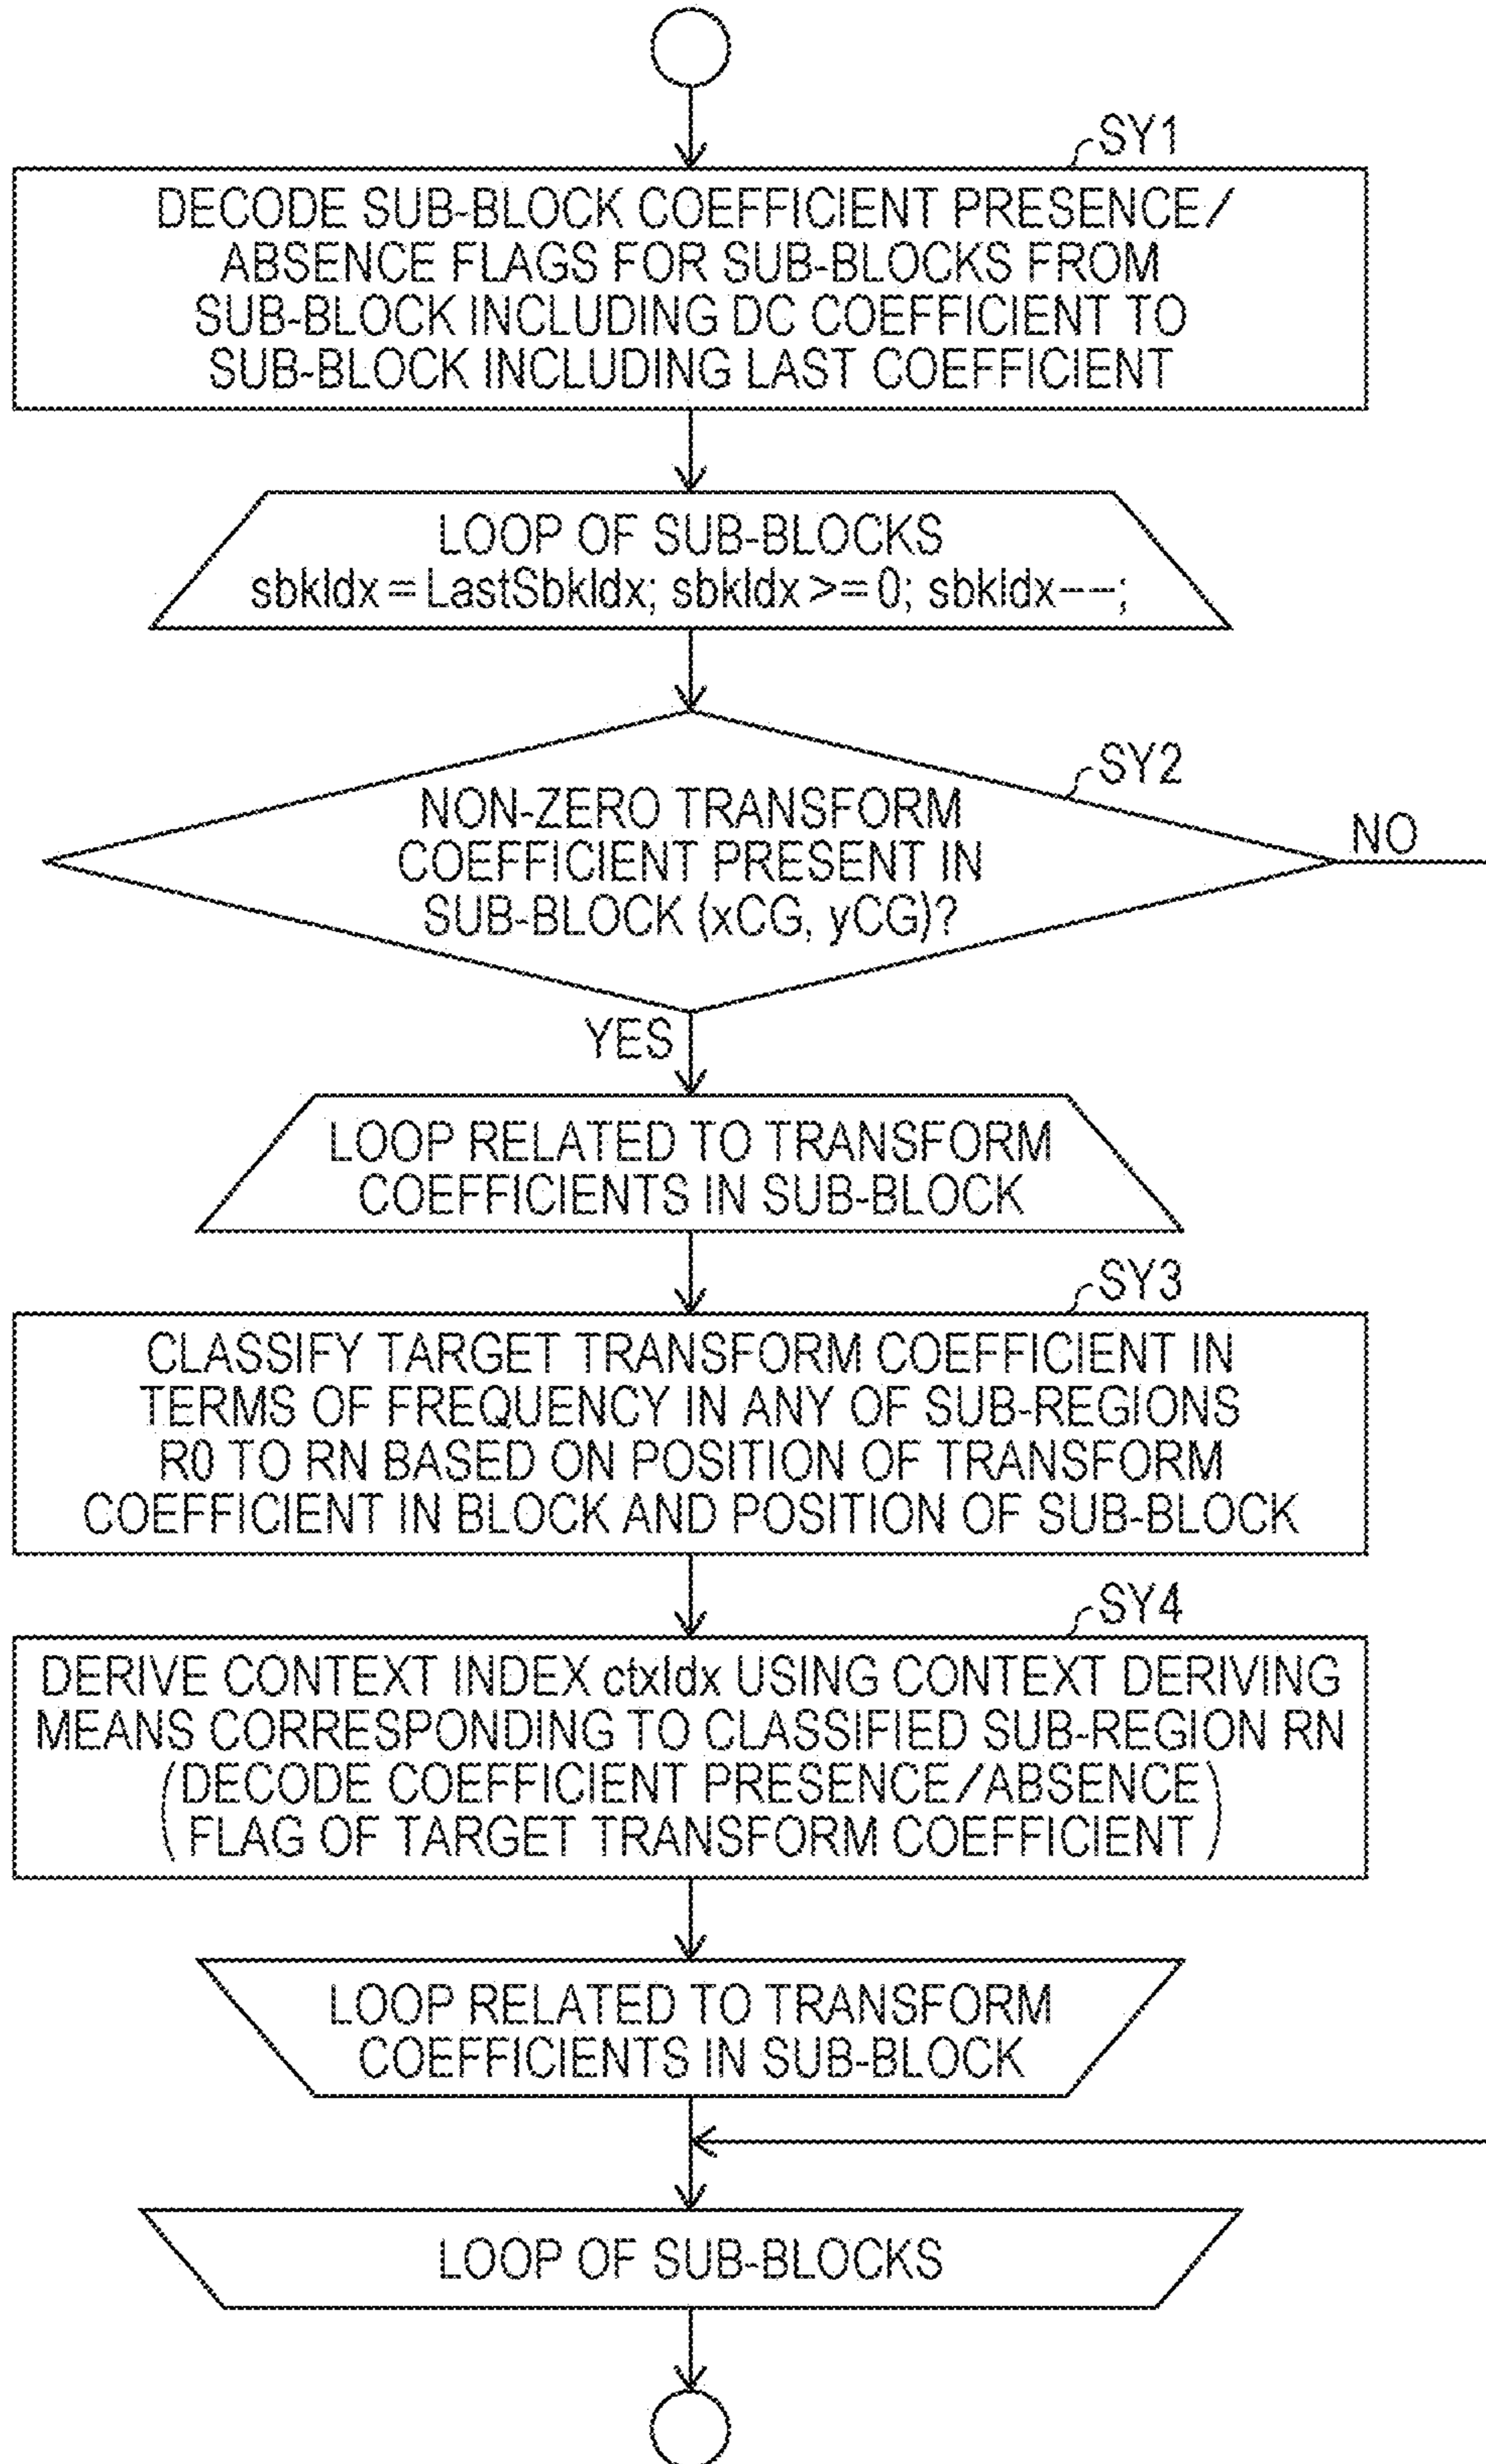 SY1
DECODE SUB-BLOCK COEFFICIENT PRESENCE/
ABSENCE FLAGS FOR SUB-BLOCKS FROM
SUB-BLOCK INCLUDING DC COEFFICIENT TO
SUB-BLOCK INCLUDING LAST COEFFICIENT
LOOP OF SUB-BLOCKS
sbkIdx = LastSbkIdx; sbkIdx >= 0; sbkIdx--;
SY2
NON-ZERO TRANSFORM
COEFFICIENT PRESENT IN
SUB-BLOCK (xCG, yCG)?
NO
YES
LOOP RELATED TO TRANSFORM
COEFFICIENTS IN SUB-BLOCK
SY3
CLASSIFY TARGET TRANSFORM COEFFICIENT IN
TERMS OF FREQUENCY IN ANY OF SUB-REGIONS
R0 TO RN BASED ON POSITION OF TRANSFORM
COEFFICIENT IN BLOCK AND POSITION OF SUB-BLOCK
SY4
DERIVE CONTEXT INDEX ctxIdx USING CONTEXT DERIVING
MEANS CORRESPONDING TO CLASSIFIED SUB-REGION RN
(DECODE COEFFICIENT PRESENCE/ABSENCE
FLAG OF TARGET TRANSFORM COEFFICIENT)
LOOP RELATED TO TRANSFORM
COEFFICIENTS IN SUB-BLOCK
LOOP OF SUB-BLOCKS